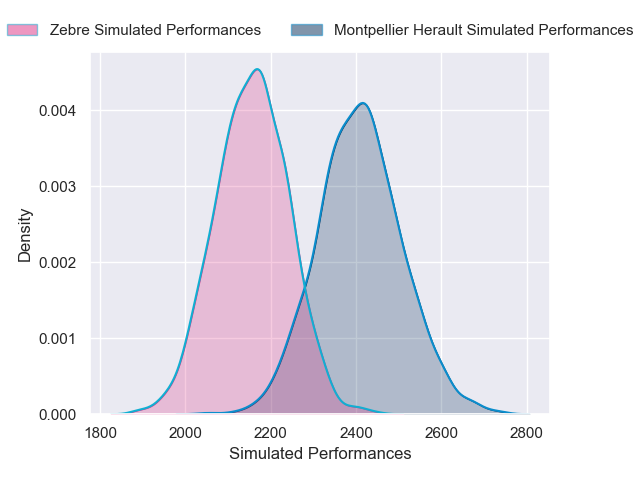 Zebre Simulated Performances
Montpellier Herault Simulated Performances
0.004
0.003
0.002
0.001
0.000
Density
1800 2000 2200 2400 2600 2800
Simulated Performances